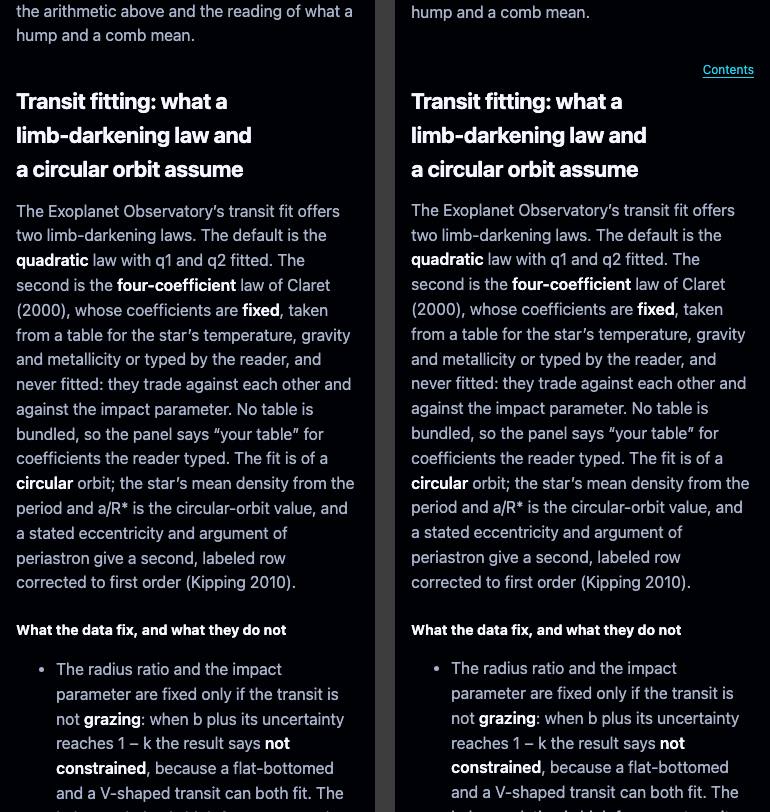 the arithmetic above and the reading of what a
hump and a comb mean.
Transit fitting: what a
limb-darkening law and
a circular orbit assume
The Exoplanet Observatory's transit fit offers
two limb-darkening laws. The default is the
quadratic law with q1 and q2 fitted. The
second is the four-coefficient law of Claret
(2000), whose coefficients are fixed, taken
from a table for the star's temperature, gravity
and metallicity or typed by the reader, and
never fitted: they trade against each other and
against the impact parameter. No table is
bundled, so the panel says “your table” for
coefficients the reader typed. The fit is of a
circular orbit; the star's mean density from the
period and a/R* is the circular-orbit value, and
a stated eccentricity and argument of
periastron give a second, labeled row
corrected to first order (Kipping 2010).
What the data fix, and what they do not
• The radius ratio and the impact
parameter are fixed only if the transit is
not grazing: when b plus its uncertainty
reaches 1 – k the result says not
constrained, because a flat-bottomed
and a V-shaped transit can both fit. The
hump and a comb mean.
Contents
Transit fitting: what a
limb-darkening law and
a circular orbit assume
The Exoplanet Observatory's transit fit offers
two limb-darkening laws. The default is the
quadratic law with q1 and q2 fitted. The
second is the four-coefficient law of Claret
(2000), whose coefficients are fixed, taken
from a table for the star's temperature, gravity
and metallicity or typed by the reader, and
never fitted: they trade against each other and
against the impact parameter. No table is
bundled, so the panel says “your table” for
coefficients the reader typed. The fit is of a
circular orbit; the star's mean density from the
period and a/R* is the circular-orbit value, and
a stated eccentricity and argument of
periastron give a second, labeled row
corrected to first order (Kipping 2010).
What the data fix, and what they do not
• The radius ratio and the impact
parameter are fixed only if the transit is
not grazing: when b plus its uncertainty
reaches 1 – k the result says not
constrained, because a flat-bottomed
and a V-shaped transit can both fit. The